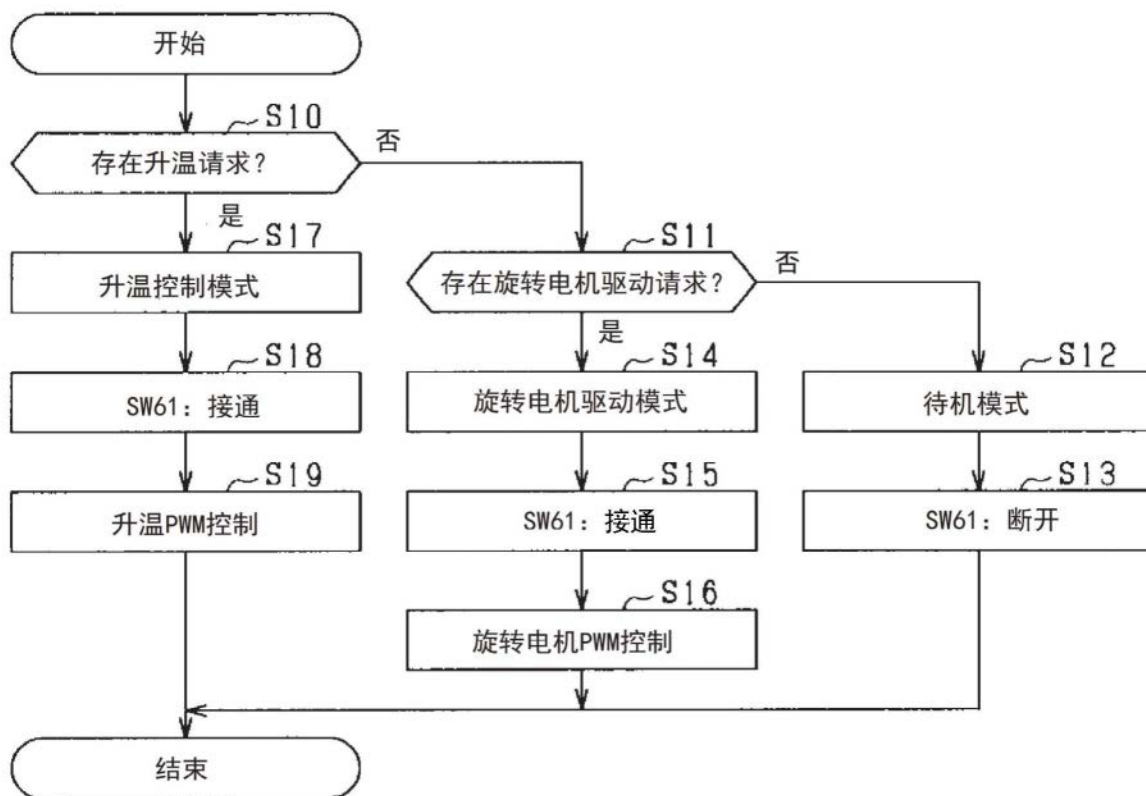 开始
S10
存在升温请求?
否
是
S17
升温控制模式
S11
存在旋转电机驱动请求?
否
是
S18
SW61: 接通
S14
旋转电机驱动模式
S12
待机模式
S19
升温PWM控制
S15
SW61: 接通
S13
SW61: 断开
S16
旋转电机PWM控制
结束